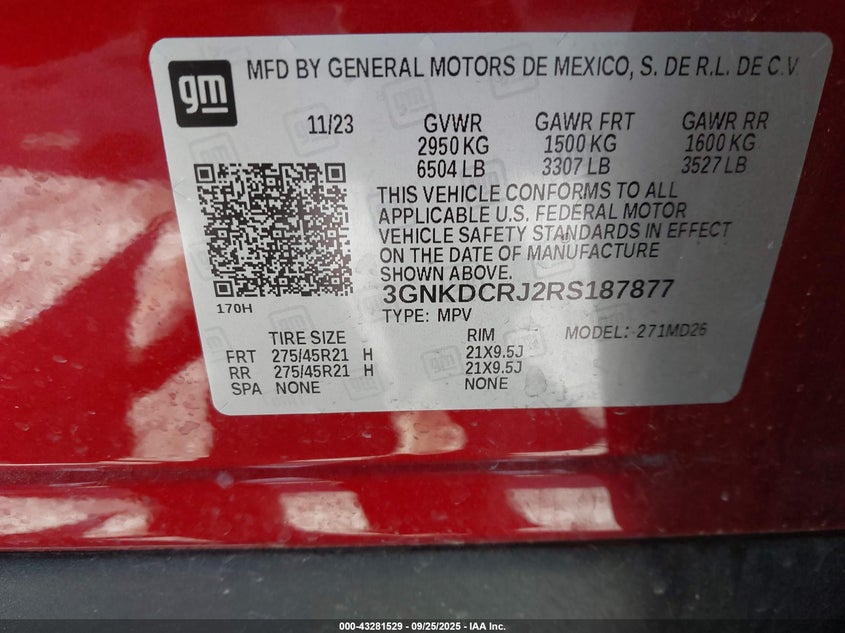 gm
MFD BY GENERAL MOTORS DE MEXICO, S. DE R.L. DE C.V.
11/23 GVWR GAWR FRT GAWR RR
2950 KG 1500 KG 1600 KG
6504 LB 3307 LB 3527 LB
THIS VEHICLE CONFORMS TO ALL
APPLICABLE U.S. FEDERAL MOTOR
VEHICLE SAFETY STANDARDS IN EFFECT
ON THE DATE OF MANUFACTURE
SHOWN ABOVE.
3GNKDCRJ2RS187877
170H
TYPE: MPV
TIRE SIZE RIM MODEL: 271MD26
FRT 275/45R21 H 21X9.5J
RR 275/45R21 H 21X9.5J
SPA NONE NONE
000-43281529 - 09/25/2025 - IAA Inc.